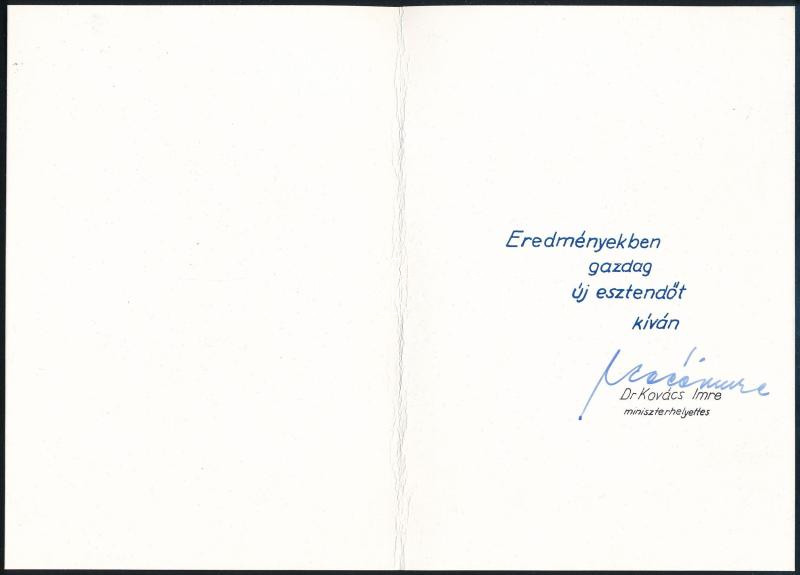 Eredményekben
gazdag
új esztendőt
kíván
Dr Kovács Imre
miniszterhelyettes